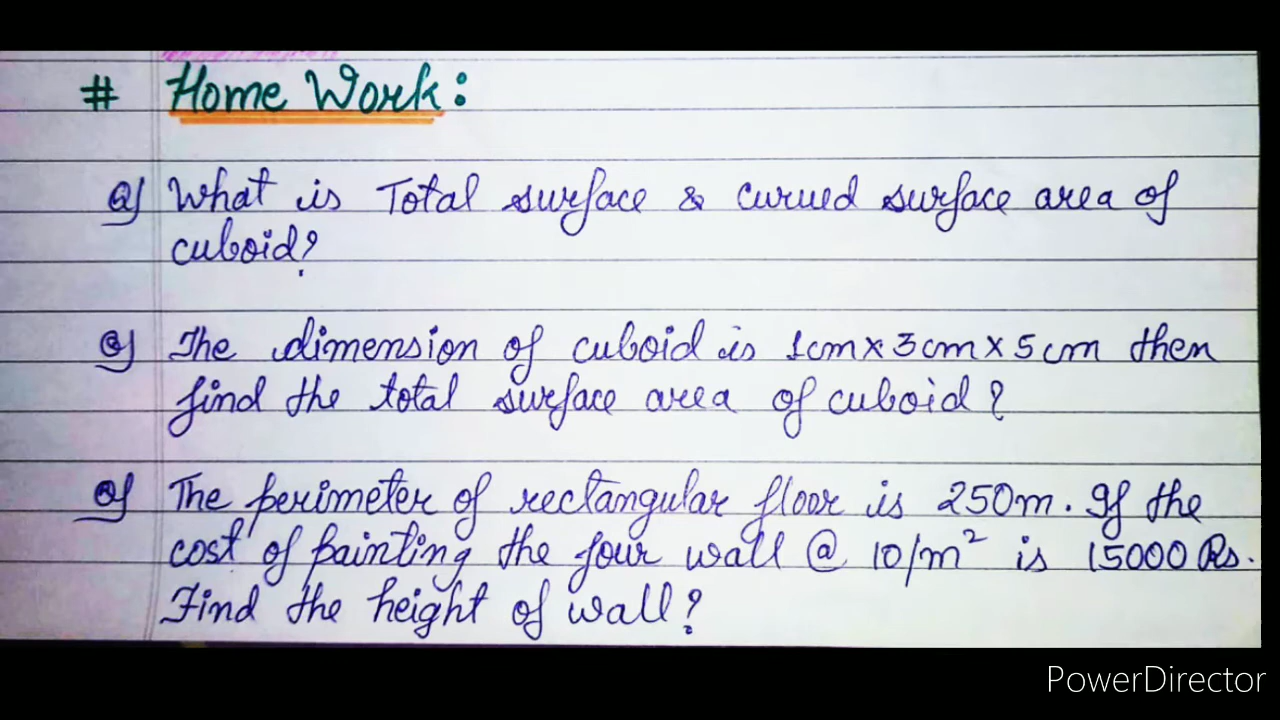 # Home Work:
Q) What is Total surface & curved surface area of
cuboid?
Q) The dimension of cuboid is 1cm x 3cm x 5cm then
find the total surface area of cuboid?
Q) The perimeter of rectangular floor is 250m. If the
cost of painting the four wall @ 10/m² is 15000 Rs.
Find the height of wall?
PowerDirector